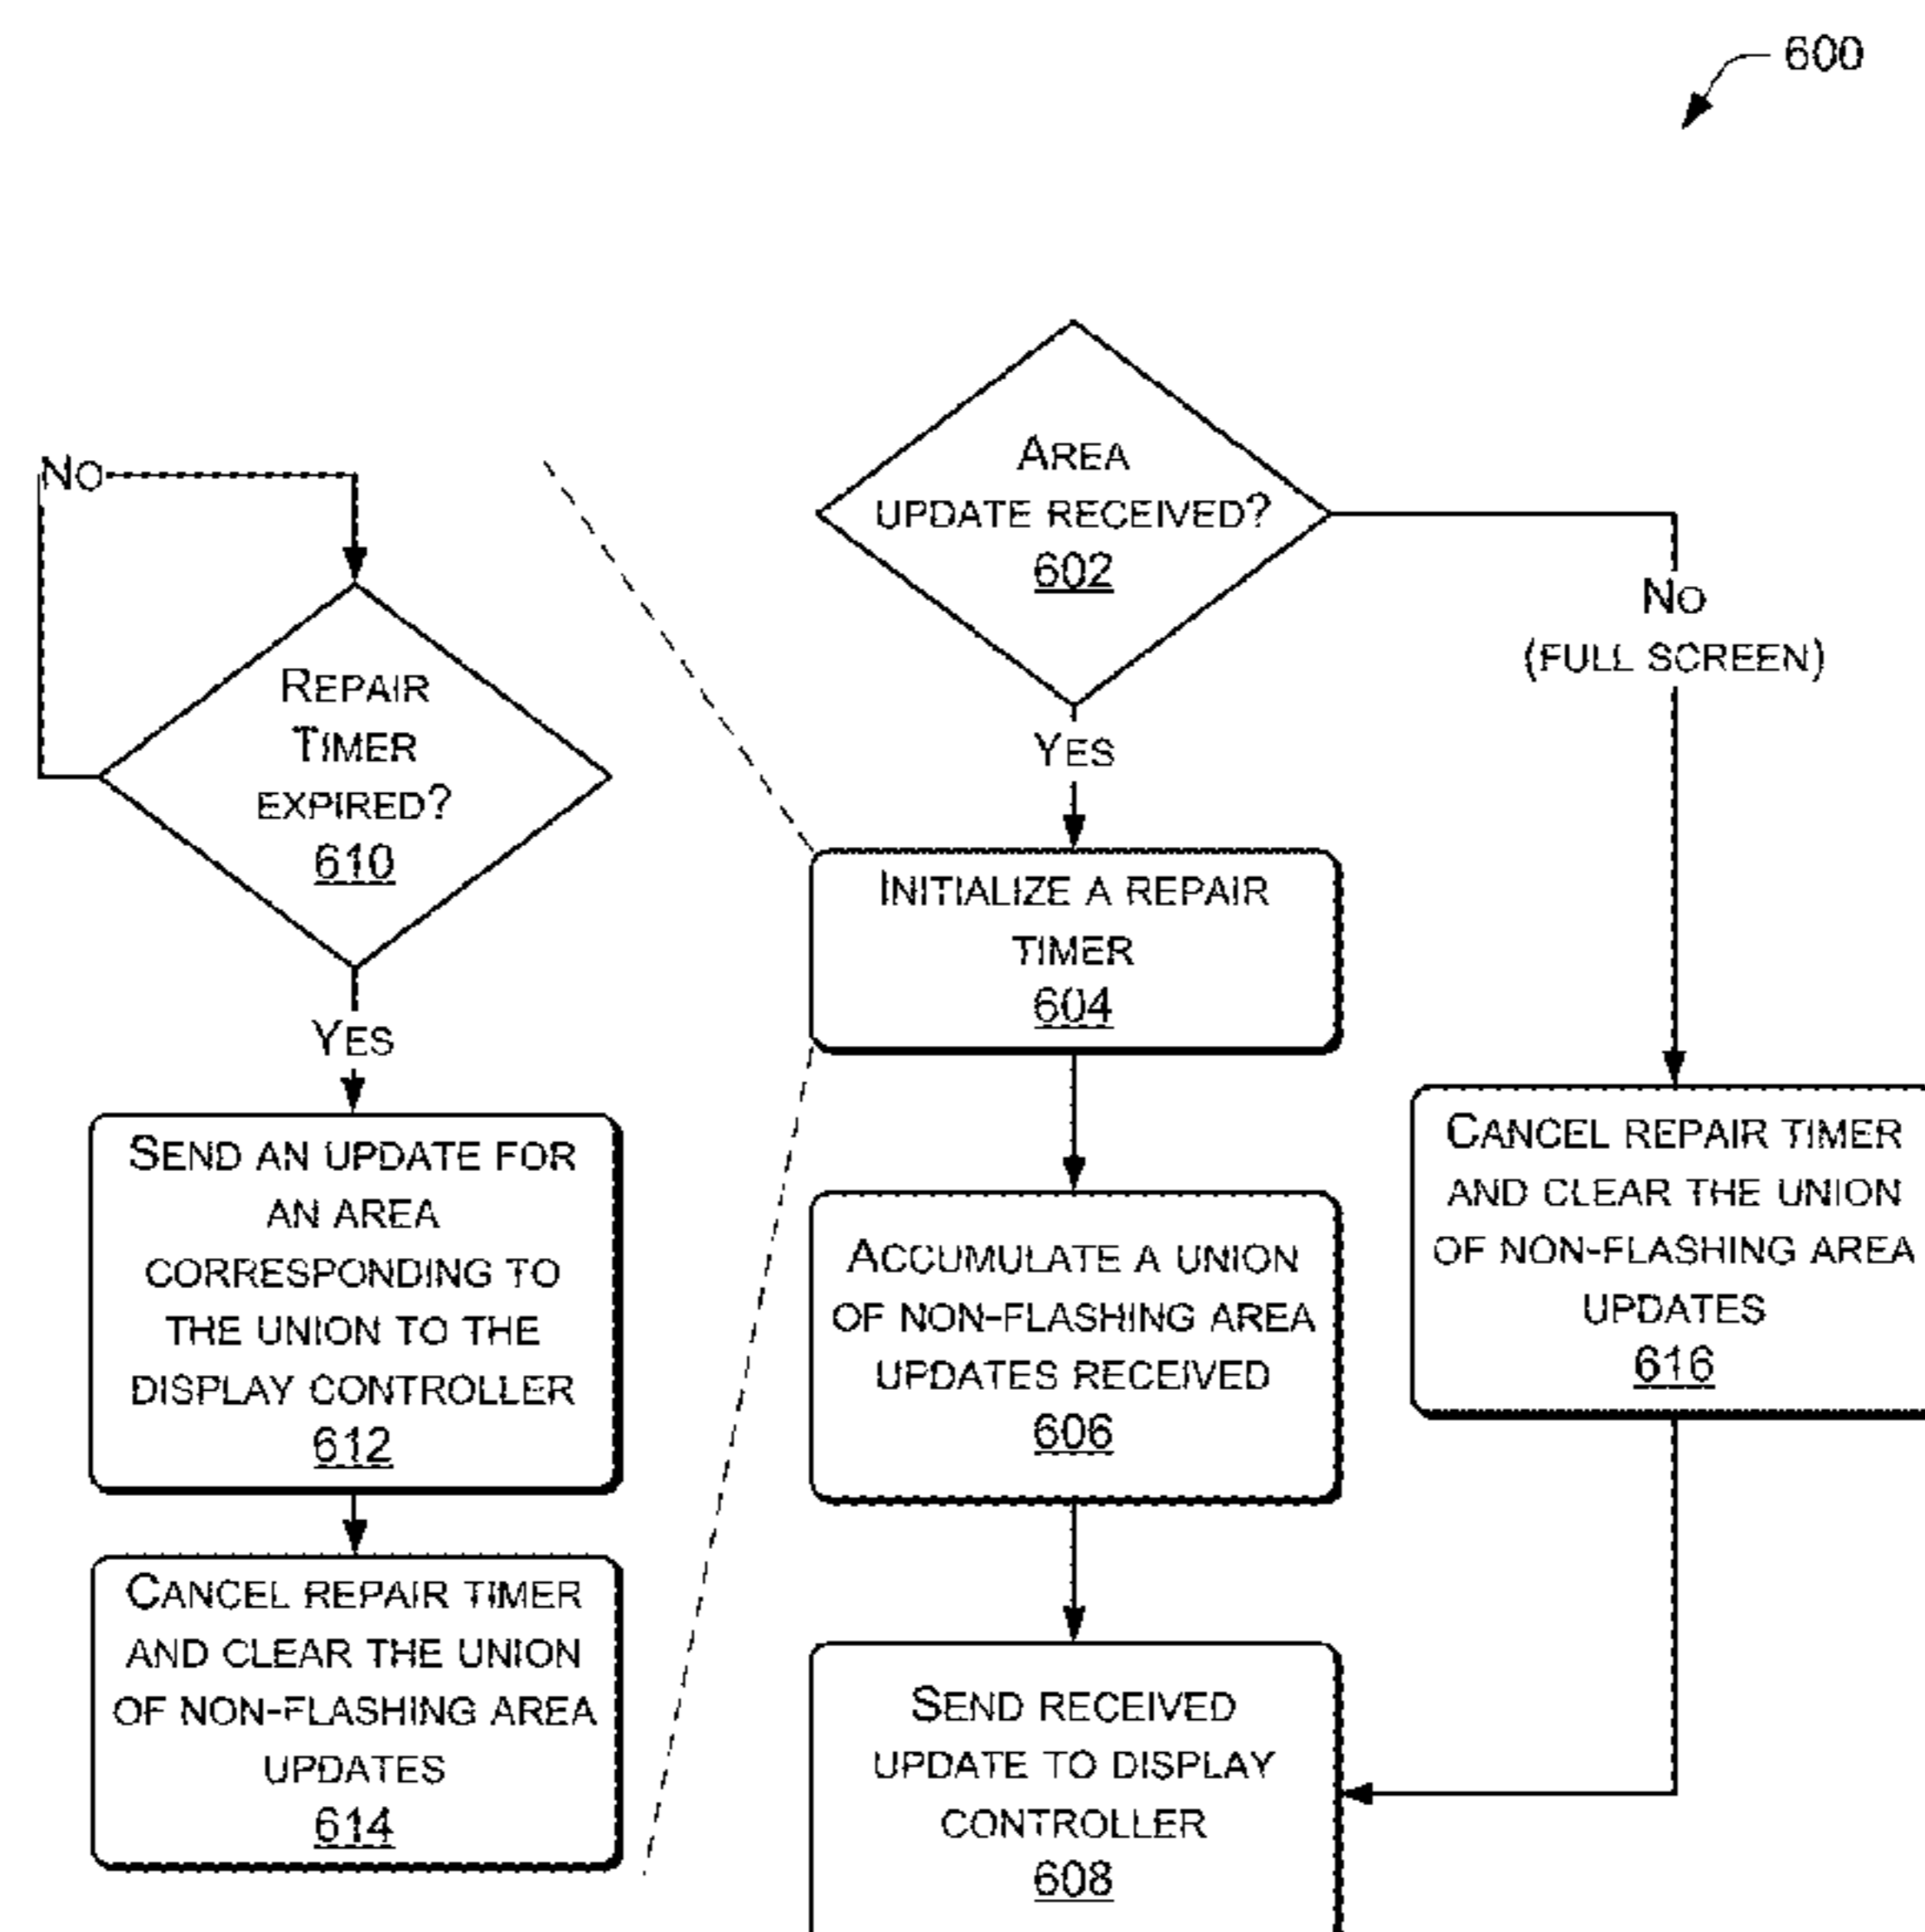 600
AREA
UPDATE RECEIVED?
602
NO
(FULL SCREEN)
YES
INITIALIZE A REPAIR
TIMER
604
ACCUMULATE A UNION
OF NON-FLASHING AREA
UPDATES RECEIVED
606
SEND RECEIVED
UPDATE TO DISPLAY
CONTROLLER
608
NO
REPAIR
TIMER
EXPIRED?
610
YES
SEND AN UPDATE FOR
AN AREA
CORRESPONDING TO
THE UNION TO THE
DISPLAY CONTROLLER
612
CANCEL REPAIR TIMER
AND CLEAR THE UNION
OF NON-FLASHING AREA
UPDATES
614
CANCEL REPAIR TIMER
AND CLEAR THE UNION
OF NON-FLASHING AREA
UPDATES
616